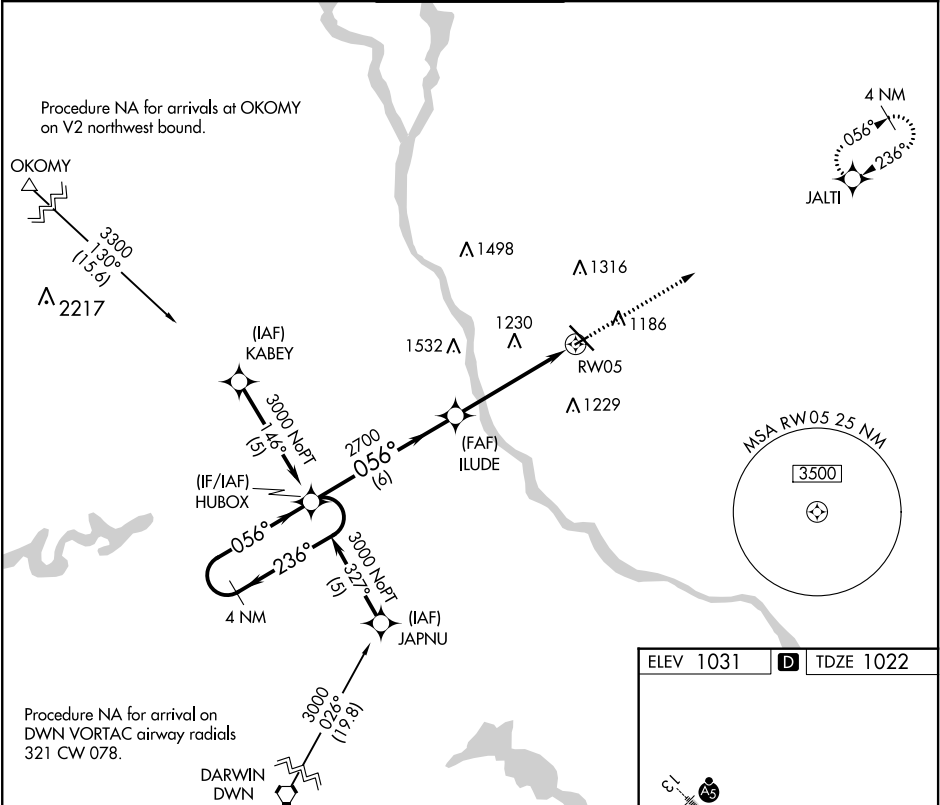 Procedure NA for arrivals at OKOMY
on V2 northwest bound.
OKOMY
3300
130°
(15.6)
2217
4 NM
056°
236°
JALTI
1498
1316
1230
1186
1532
RW05
1229
(IAF)
KABEY
3000 NoPT
146°
(5)
2700
056°
(6)
(FAF)
ILUDE
(IF/IAF)
HUBOX
056°
236°
4 NM
3000 NoPT
327°
(5)
(IAF)
JAPNU
MSA RW05 25 NM
3500
3000
026°
(19.8)
Procedure NA for arrival on
DWN VORTAC airway radials
321 CW 078.
DARWIN
DWN
ELEV 1031
D
TDZE 1022
13
A5